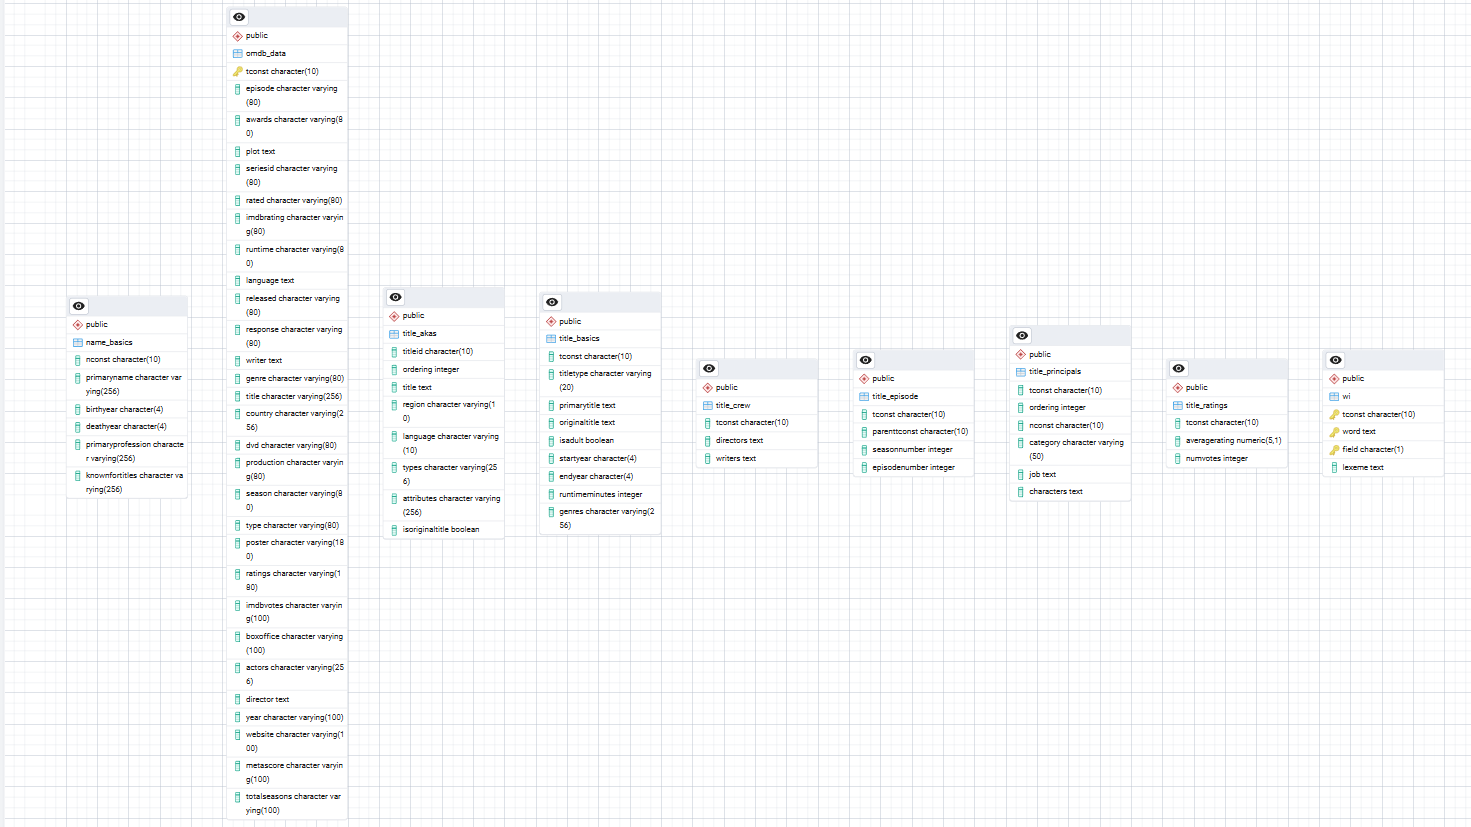 public
name_basics
nconst character(10)
primaryname character var
ying(256)
birthyear character(4)
deathyear character(4)
primaryprofession characte
r varying(256)
knownfortitles character va
rying(256)
public
omdb_data
tconst character(10)
episode character varying
(80)
awards character varying(8
0)
plot text
seriesid character varying
(80)
rated character varying(80)
imdbrating character varyin
g(80)
runtime character varying(8
0)
language text
released character varying
(80)
response character varying
(80)
writer text
genre character varying(80)
title character varying(256)
country character varying(2
56)
dvd character varying(80)
production character varyin
g(80)
season character varying(8
0)
type character varying(80)
poster character varying(18
0)
ratings character varying(1
80)
imdbvotes character varyin
g(100)
boxoffice character varying
(100)
actors character varying(25
6)
director text
year character varying(100)
website character varying(1
00)
metascore character varyin
g(100)
totalseasons character var
ying(100)
public
title_akas
titleid character(10)
ordering integer
title text
region character varying(1
0)
language character varying
(10)
types character varying(25
6)
attributes character varying
(256)
isoriginaltitle boolean
public
title_basics
tconst character(10)
titletype character varying
(20)
primarytitle text
originaltitle text
isadult boolean
startyear character(4)
endyear character(4)
runtimeminutes integer
genres character varying(2
56)
public
title_crew
tconst character(10)
directors text
writers text
public
title_episode
tconst character(10)
parenttconst character(10)
seasonnumber integer
episodenumber integer
public
title_principals
tconst character(10)
ordering integer
nconst character(10)
category character varying
(50)
job text
characters text
public
title_ratings
tconst character(10)
averagerating numeric(5,1)
numvotes integer
public
wi
tconst character(10)
word text
field character(1)
lexeme text